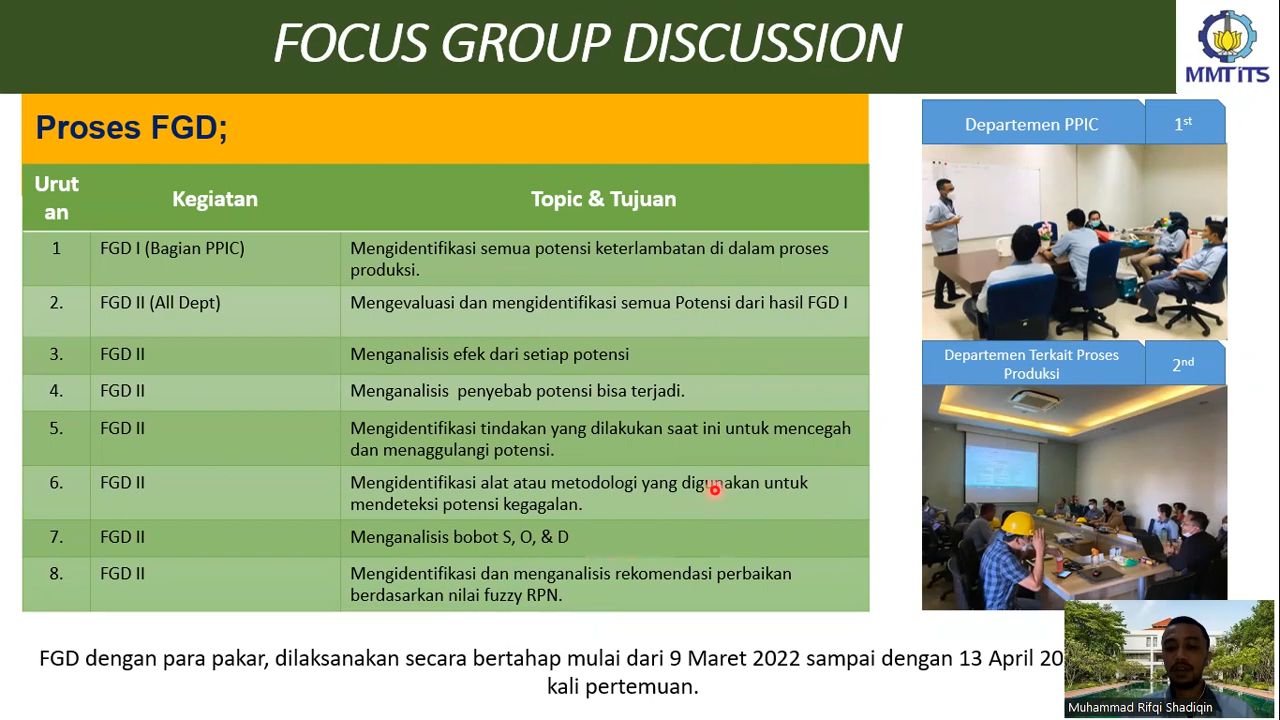 FOCUS GROUP DISCUSSION
MMT ITS
Proses FGD;
Urut
an
Kegiatan
Topic & Tujuan
1
FGD I (Bagian PPIC)
Mengidentifikasi semua potensi keterlambatan di dalam proses
produksi.
2.
FGD II (All Dept)
Mengevaluasi dan mengidentifikasi semua Potensi dari hasil FGD I
3.
FGD II
Menganalisis efek dari setiap potensi
4.
FGD II
Menganalisis  penyebab potensi bisa terjadi.
5.
FGD II
Mengidentifikasi tindakan yang dilakukan saat ini untuk mencegah
dan menaggulangi potensi.
6.
FGD II
Mengidentifikasi alat atau metodologi yang digunakan untuk
mendeteksi potensi kegagalan.
7.
FGD II
Menganalisis bobot S, O, & D
8.
FGD II
Mengidentifikasi dan menganalisis rekomendasi perbaikan
berdasarkan nilai fuzzy RPN.
Departemen PPIC
1st
Departemen Terkait Proses
Produksi
2nd
FGD dengan para pakar, dilaksanakan secara bertahap mulai dari 9 Maret 2022 sampai dengan 13 April 20
kali pertemuan.
Muhammad Rifqi Shadiqin